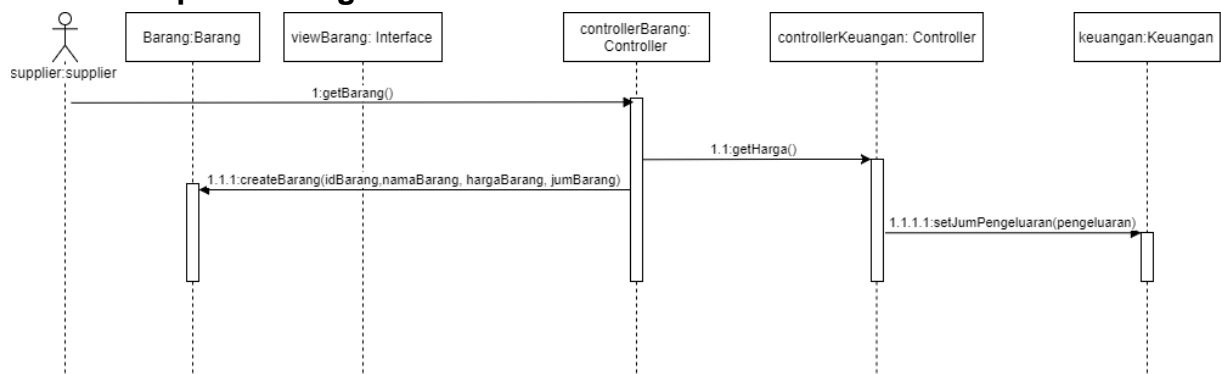 supplier:supplier
Barang:Barang
viewBarang: Interface
controllerBarang:
Controller
controllerKeuangan: Controller
keuangan:Keuangan
1:getBarang()
1.1:getHarga()
1.1.1:createBarang(idBarang,namaBarang, hargaBarang, jumBarang)
1.1.1.1:setJumPengeluaran(pengeluaran)